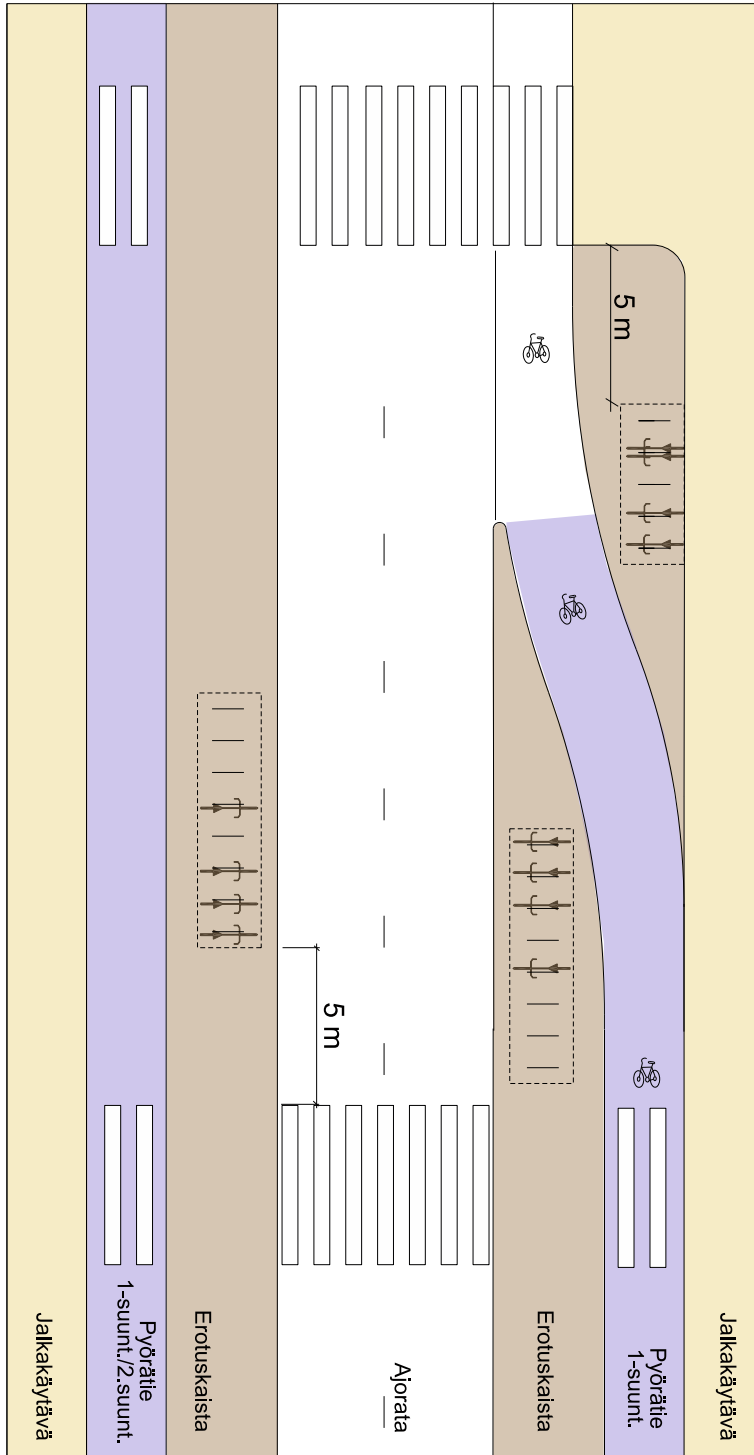 5 m
5 m
Jalkakäytävä
Pyörätie
1-suunt.
Erotuskaista
Ajorata
Erotuskaista
Pyörätie
1-suunt./2.suunt.
Jalkakäytävä